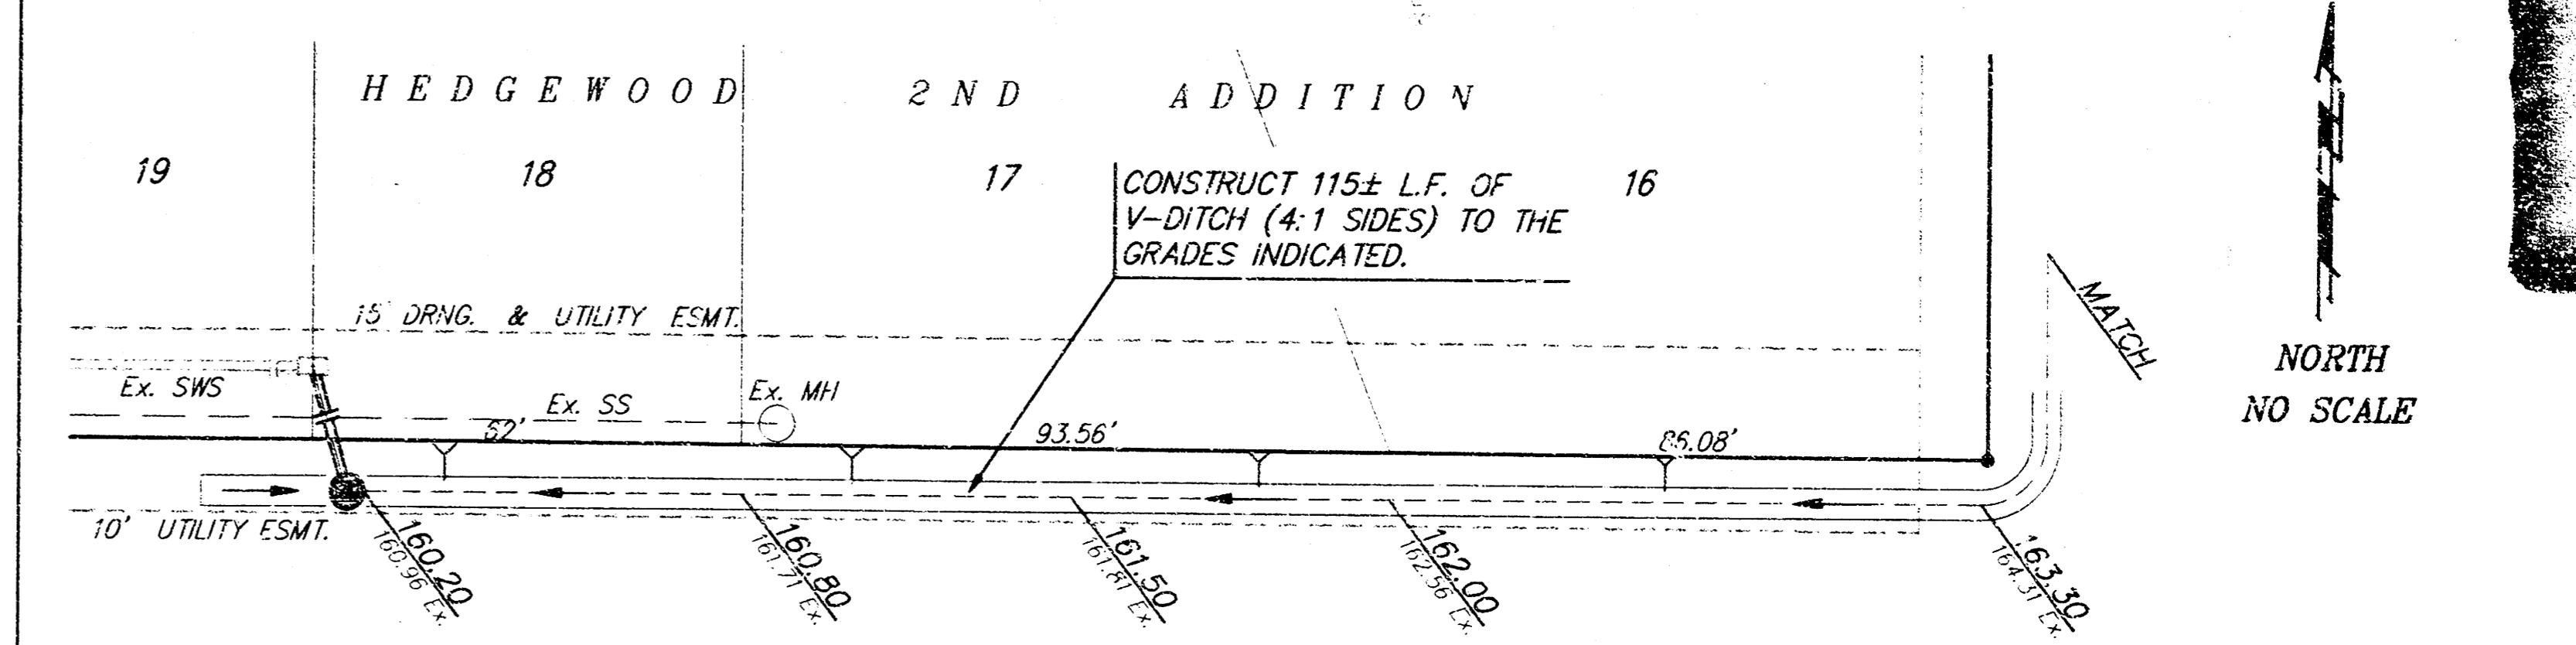 HEDGEWOOD 2ND ADDITION
19
18
17
16
CONSTRUCT 115± L.F. OF
V-DITCH (4:1 SIDES) TO THE
GRADES INDICATED.
15' DRNG. & UTILITY ESMT.
MATCH
NORTH
NO SCALE
Ex. SWS
Ex. SS
Ex. MH
62'
93.56'
86.08'
10' UTILITY ESMT.
160.20
160.96 Ex.
160.80
161.71 Ex.
161.50
161.81 Ex.
162.00
162.56 Ex.
163.30
164.31 Ex.